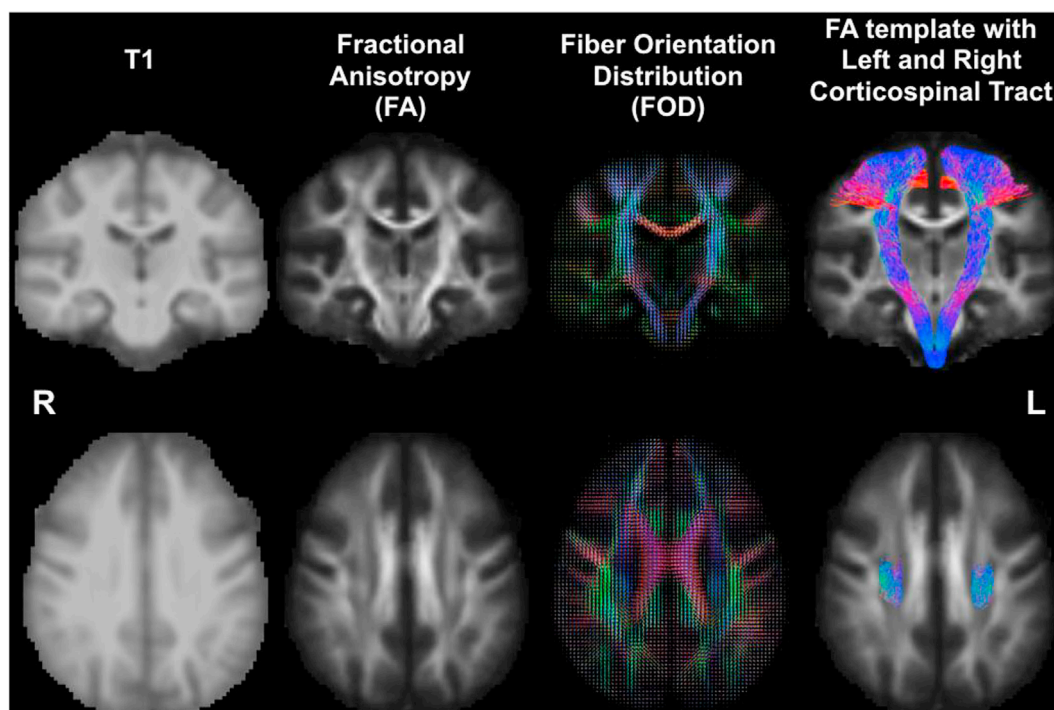 T1
Fractional
Anisotropy
(FA)
Fiber Orientation
Distribution
(FOD)
FA template with
Left and Right
Corticospinal Tract
R
L